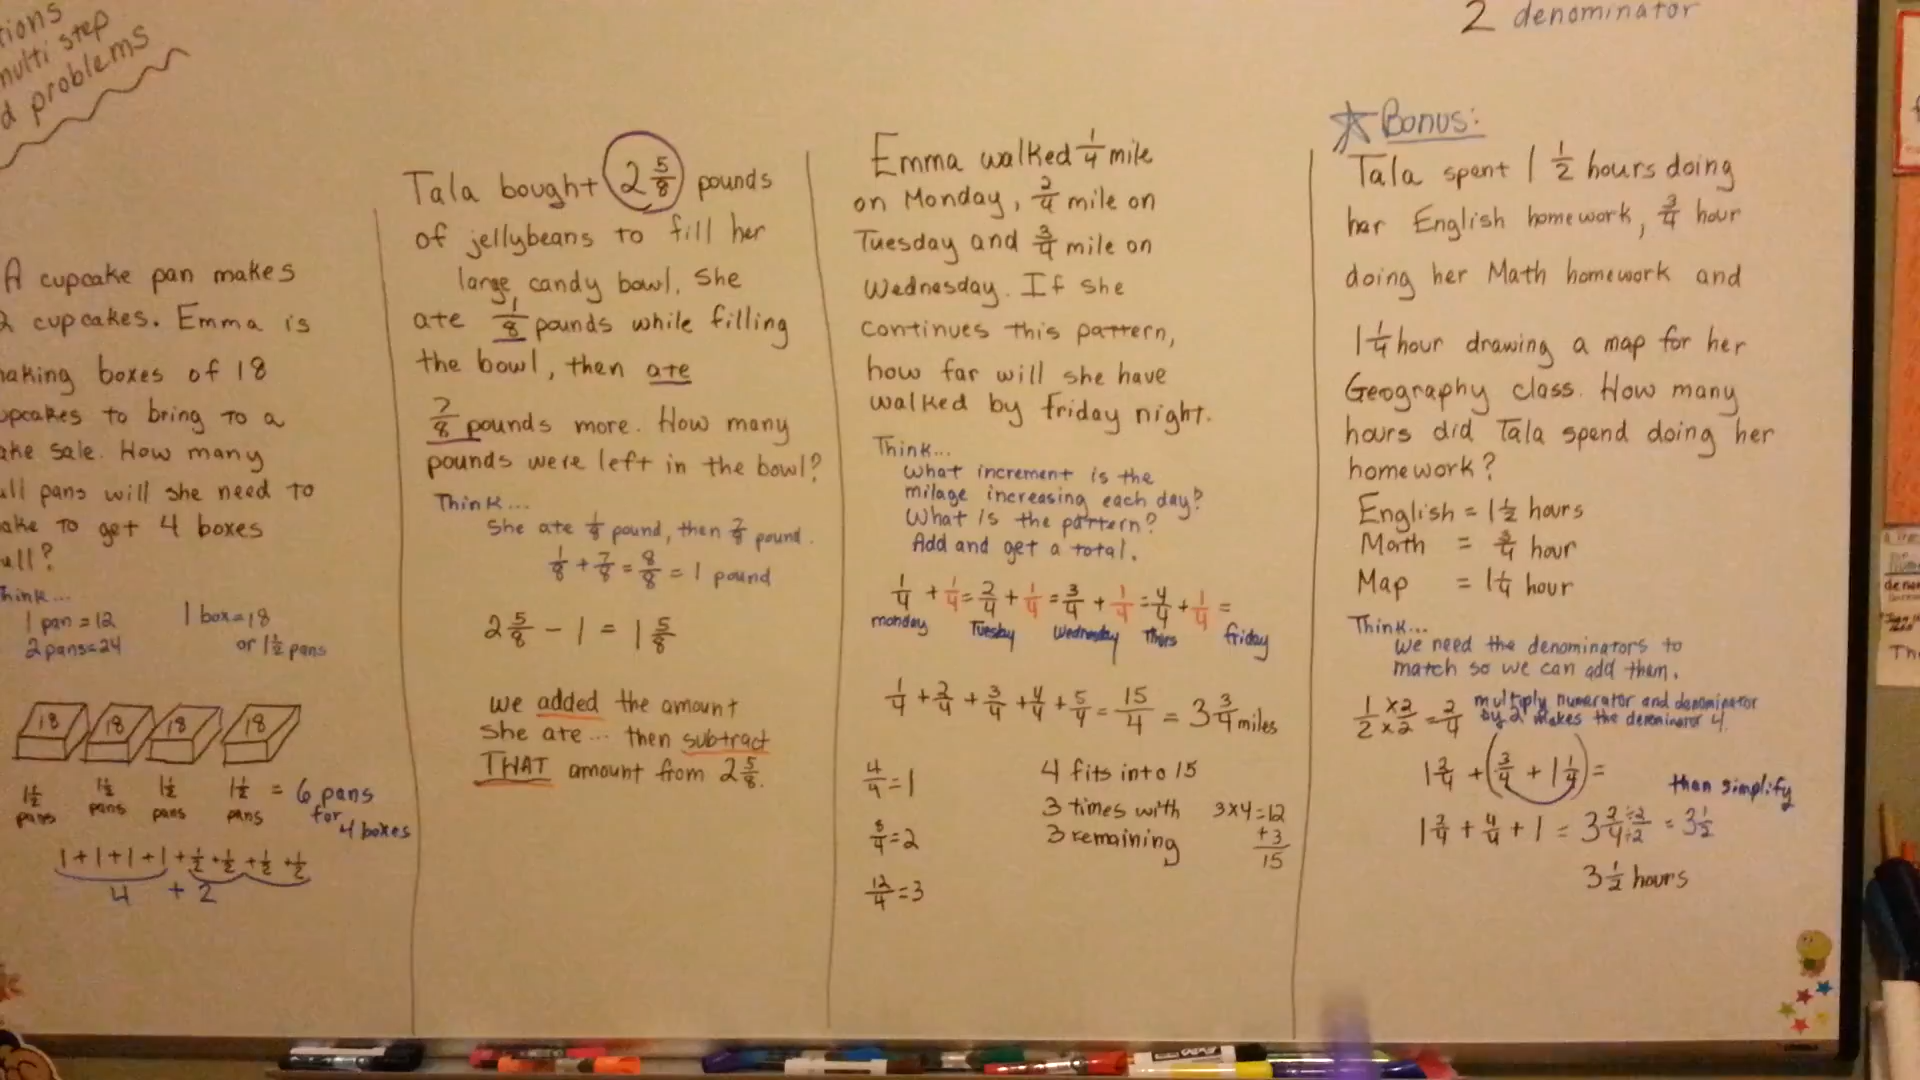 tions
multi step
d problems
2 denominator
A cupcake pan makes
2 cupcakes. Emma is
aking boxes of 18
upcakes to bring to a
ake sale. How many
ull pans will she need to
ake to get 4 boxes
ull?
Think...
1 pan = 12 1 box = 18
2 pans = 24 or 1 1/2 pans
18 18 18 18
1 1/2 pans 1 1/2 pans 1 1/2 pans 1 1/2 pans = 6 pans
for
4 boxes
1 + 1 + 1 + 1 + 1/2 + 1/2 + 1/2 + 1/2
4 + 2
Tala bought 2 5/8 pounds
of jellybeans to fill her
large candy bowl. She
ate 1/8 pounds while filling
the bowl, then ate
7/8 pounds more. How many
pounds were left in the bowl?
Think...
She ate 1/8 pound, then 7/8 pound.
1/8 + 7/8 = 8/8 = 1 pound
2 5/8 - 1 = 1 5/8
we added the amount
she ate... then subtract
THAT amount from 2 5/8.
Emma walked 1/4 mile
on Monday, 2/4 mile on
Tuesday and 3/4 mile on
Wednesday. If she
continues this pattern,
how far will she have
walked by Friday night.
Think...
What increment is the
milage increasing each day?
What is the pattern?
Add and get a total.
1/4 + 1/4 = 2/4 + 1/4 = 3/4 + 1/4 = 4/4 + 1/4 =
monday Tuesday Wednesday Thurs friday
1/4 + 2/4 + 3/4 + 4/4 + 5/4 = 15/4 = 3 3/4 miles
4/4 = 1 4 fits into 15
3 times with 3x4=12
8/4 = 2 3 remaining +3
15
12/4 = 3
Bonus:
Tala spent 1 1/2 hours doing
her English homework, 3/4 hour
doing her Math homework and
1 1/4 hour drawing a map for her
Geography class. How many
hours did Tala spend doing her
homework?
English = 1 1/2 hours
Math = 3/4 hour
Map = 1 1/4 hour
Think...
we need the denominators to
match so we can add them.
1/2 x2/x2 = 2/4 multiply numerator and denominator
by 2 makes the denominator 4.
1 2/4 + (3/4 + 1 1/4) =
then simplify
1 2/4 + 4/4 + 1 = 3 2/4 ÷2/÷2 = 3 1/2
3 1/2 hours